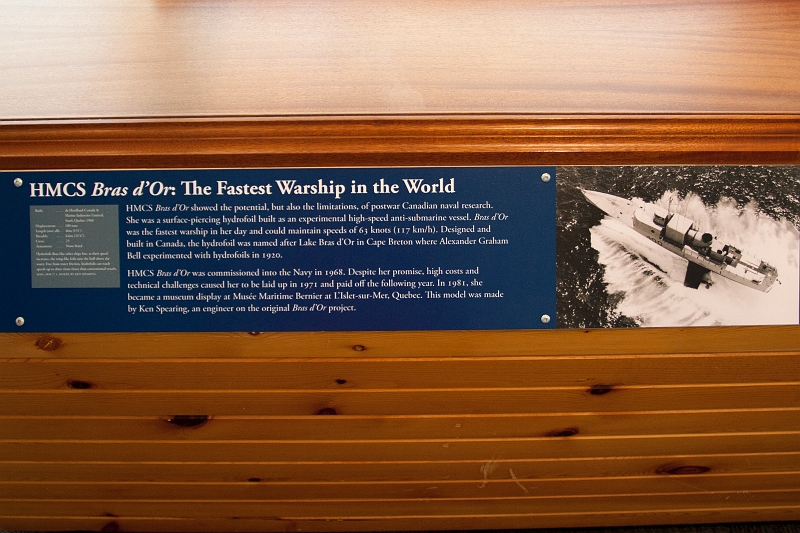 HMCS Bras d'Or: The Fastest Warship in the World
HMCS Bras d'Or showed the potential, but also the limitations, of postwar Canadian naval research.
She was a surface-piercing hydrofoil built as an experimental high-speed anti-submarine vessel. Bras d'Or
was the fastest warship in her day and could maintain speeds of 63 knots (117 km/h). Designed and
built in Canada, the hydrofoil was named after Lake Bras d'Or in Cape Breton where Alexander Graham
Bell experimented with hydrofoils in 1920.
HMCS Bras d'Or was commissioned into the Navy in 1968. Despite her promise, high costs and
technical challenges caused her to be laid up in 1971 and paid off the following year. In 1981, she
became a museum display at Musée Maritime Bernier at L'Islet-sur-Mer, Quebec. This model was made
by Ken Spearing, an engineer on the original Bras d'Or project.